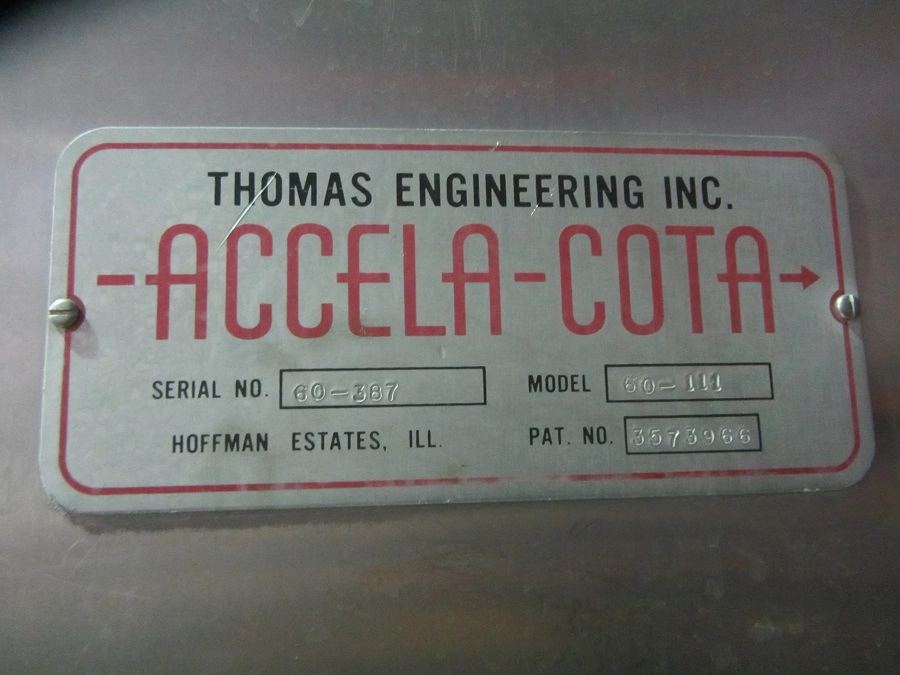 THOMAS ENGINEERING INC.
ACCELA-COTA
SERIAL NO. 60-387 MODEL 60-111
HOFFMAN ESTATES, ILL. PAT. NO. 3573966